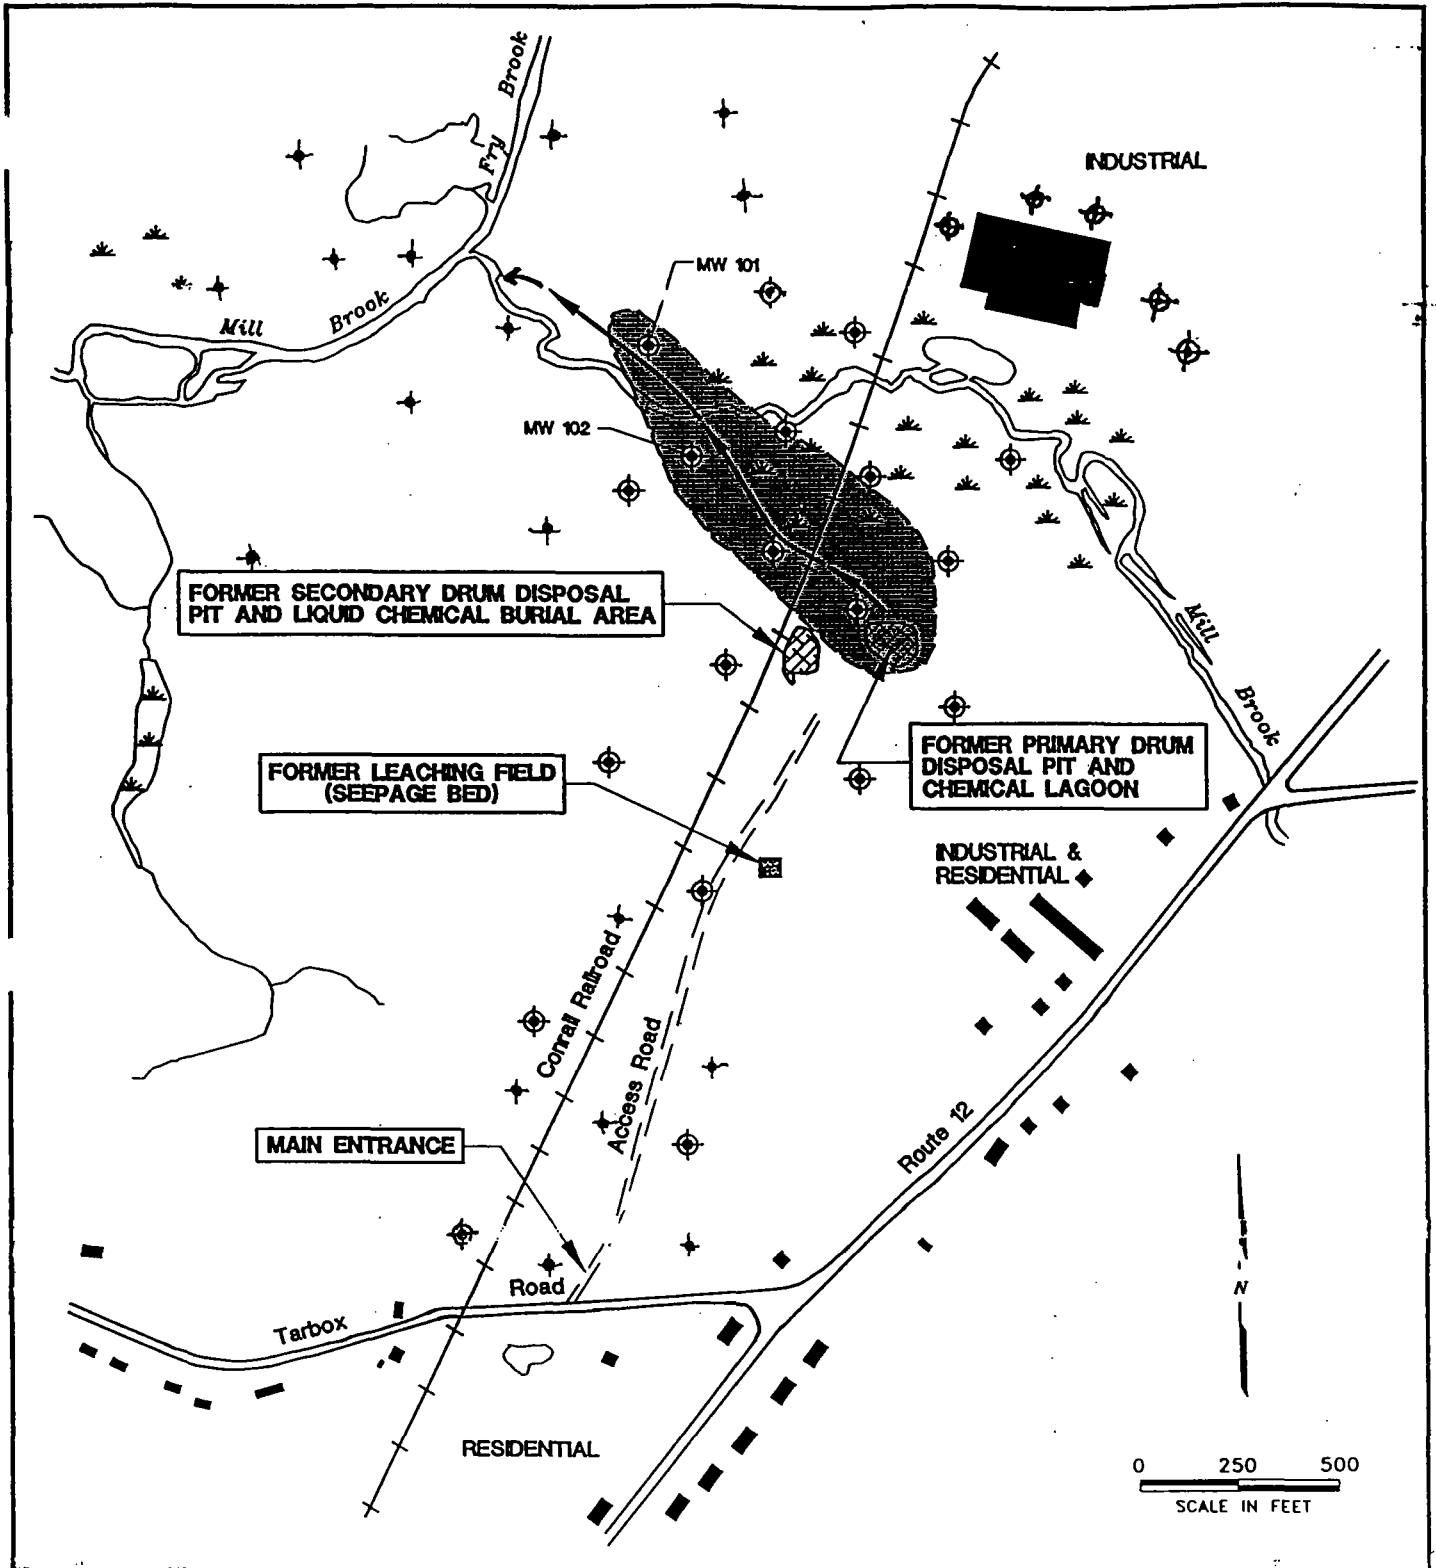 Fry Brook
INDUSTRIAL
MW 101
Mill Brook
MW 102
FORMER SECONDARY DRUM DISPOSAL
PIT AND LIQUID CHEMICAL BURIAL AREA
Mill Brook
FORMER PRIMARY DRUM
DISPOSAL PIT AND
CHEMICAL LAGOON
FORMER LEACHING FIELD
(SEEPAGE BED)
INDUSTRIAL &
RESIDENTIAL
Conrail Railroad
Access Road
Route 12
MAIN ENTRANCE
Tarbox Road
N
RESIDENTIAL
0 250 500
SCALE IN FEET